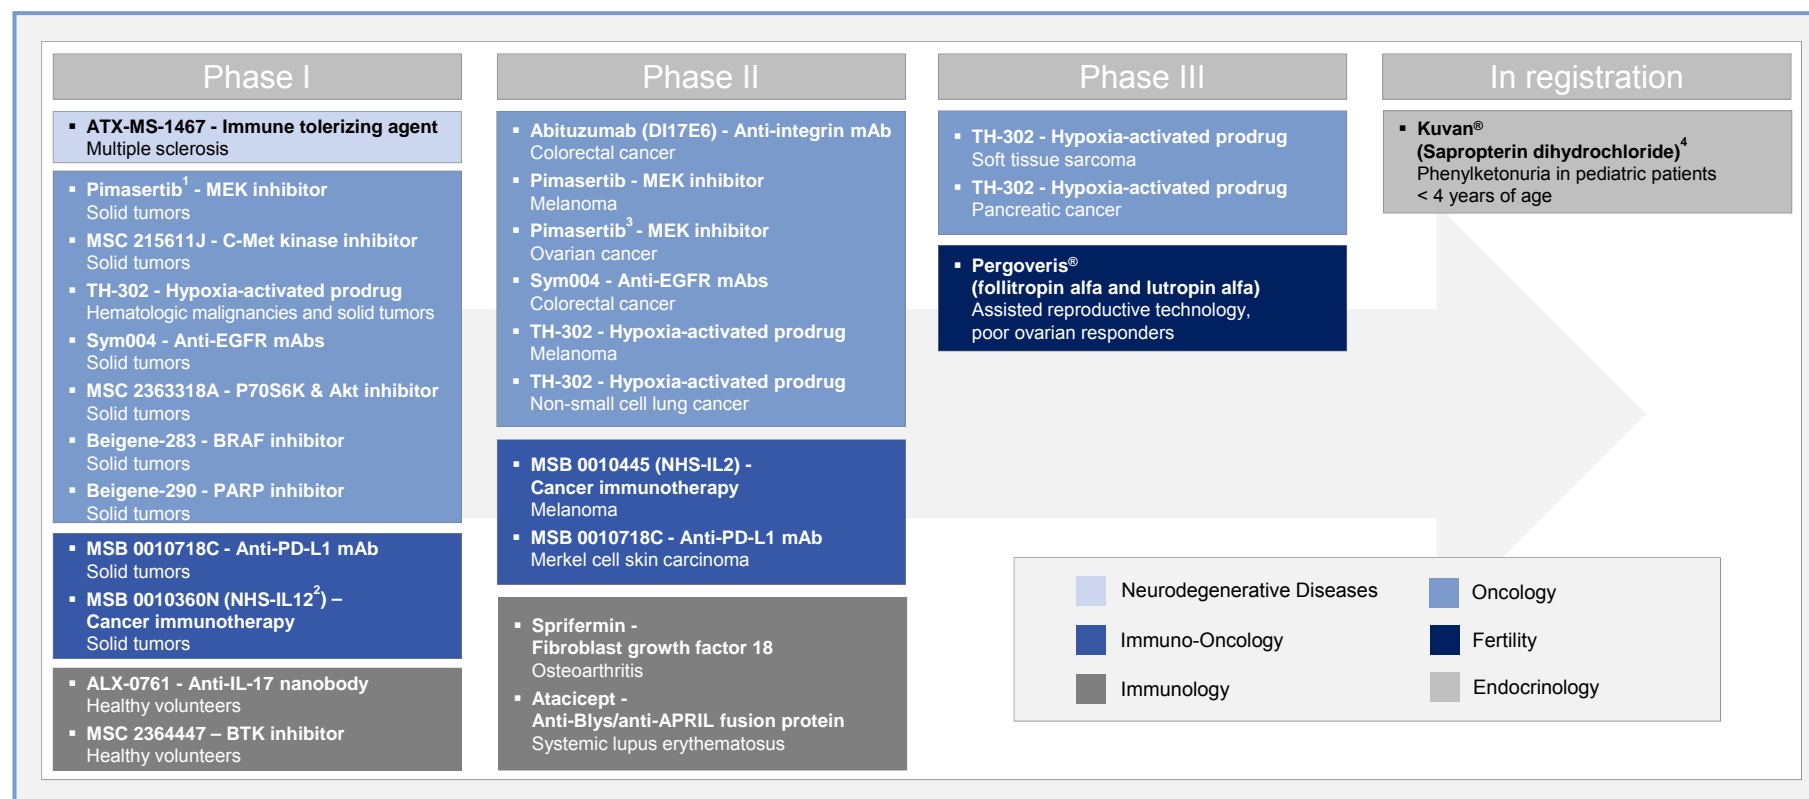 Phase I
▪ ATX-MS-1467 - Immune tolerizing agent
Multiple sclerosis
▪ Pimasertib¹ - MEK inhibitor
Solid tumors
▪ MSC 215611J - C-Met kinase inhibitor
Solid tumors
▪ TH-302 - Hypoxia-activated prodrug
Hematologic malignancies and solid tumors
▪ Sym004 - Anti-EGFR mAbs
Solid tumors
▪ MSC 2363318A - P70S6K & Akt inhibitor
Solid tumors
▪ Beigene-283 - BRAF inhibitor
Solid tumors
▪ Beigene-290 - PARP inhibitor
Solid tumors
▪ MSB 0010718C - Anti-PD-L1 mAb
Solid tumors
▪ MSB 0010360N (NHS-IL12²) –
Cancer immunotherapy
Solid tumors
▪ ALX-0761 - Anti-IL-17 nanobody
Healthy volunteers
▪ MSC 2364447 – BTK inhibitor
Healthy volunteers
Phase II
▪ Abituzumab (DI17E6) - Anti-integrin mAb
Colorectal cancer
▪ Pimasertib - MEK inhibitor
Melanoma
▪ Pimasertib³ - MEK inhibitor
Ovarian cancer
▪ Sym004 - Anti-EGFR mAbs
Colorectal cancer
▪ TH-302 - Hypoxia-activated prodrug
Melanoma
▪ TH-302 - Hypoxia-activated prodrug
Non-small cell lung cancer
▪ MSB 0010445 (NHS-IL2) -
Cancer immunotherapy
Melanoma
▪ MSB 0010718C - Anti-PD-L1 mAb
Merkel cell skin carcinoma
▪ Sprifermin -
Fibroblast growth factor 18
Osteoarthritis
▪ Atacicept -
Anti-Blys/anti-APRIL fusion protein
Systemic lupus erythematosus
Phase III
▪ TH-302 - Hypoxia-activated prodrug
Soft tissue sarcoma
▪ TH-302 - Hypoxia-activated prodrug
Pancreatic cancer
▪ Pergoveris®
(follitropin alfa and lutropin alfa)
Assisted reproductive technology,
poor ovarian responders
In registration
▪ Kuvan®
(Sapropterin dihydrochloride)⁴
Phenylketonuria in pediatric patients
< 4 years of age
Neurodegenerative Diseases
Oncology
Immuno-Oncology
Fertility
Immunology
Endocrinology